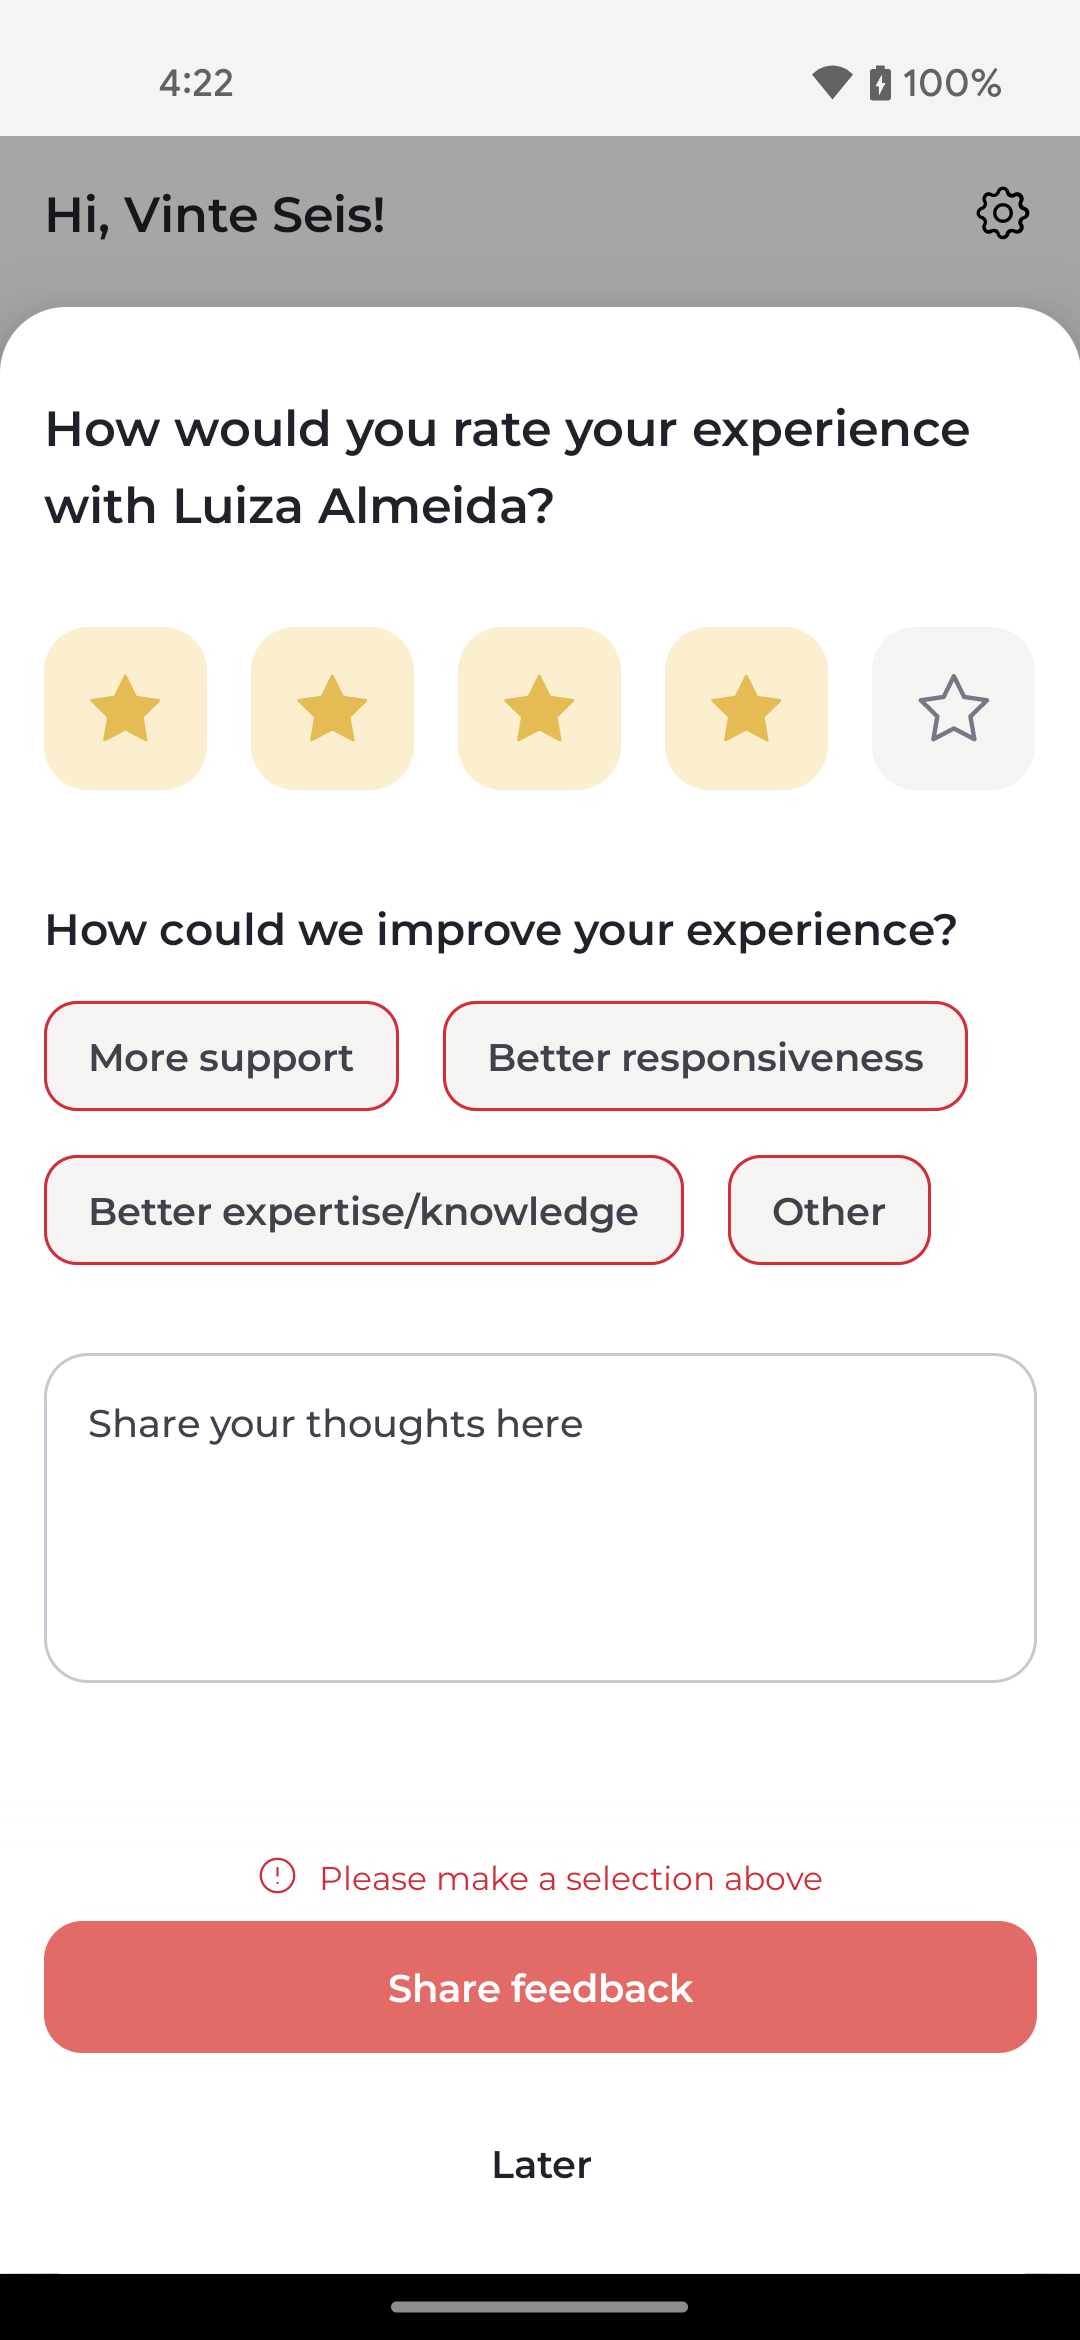 4:22
100%
Hi, Vinte Seis!
How would you rate your experience
with Luiza Almeida?
How could we improve your experience?
More support
Better responsiveness
Better expertise/knowledge
Other
Share your thoughts here
Please make a selection above
Share feedback
Later